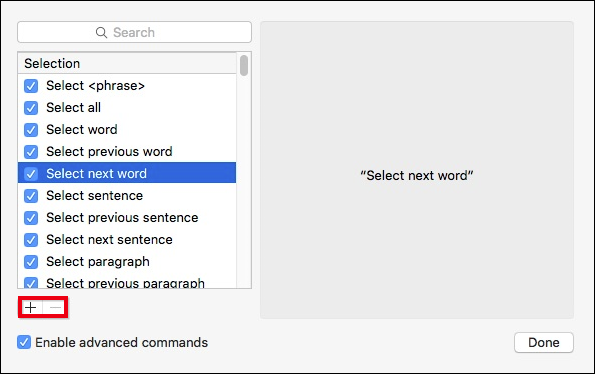 Search
Selection
Select <phrase>
Select all
Select word
Select previous word
Select next word
Select sentence
Select previous sentence
Select next sentence
Select paragraph
Select previous paragraph
“Select next word”
+ −
Enable advanced commands
Done